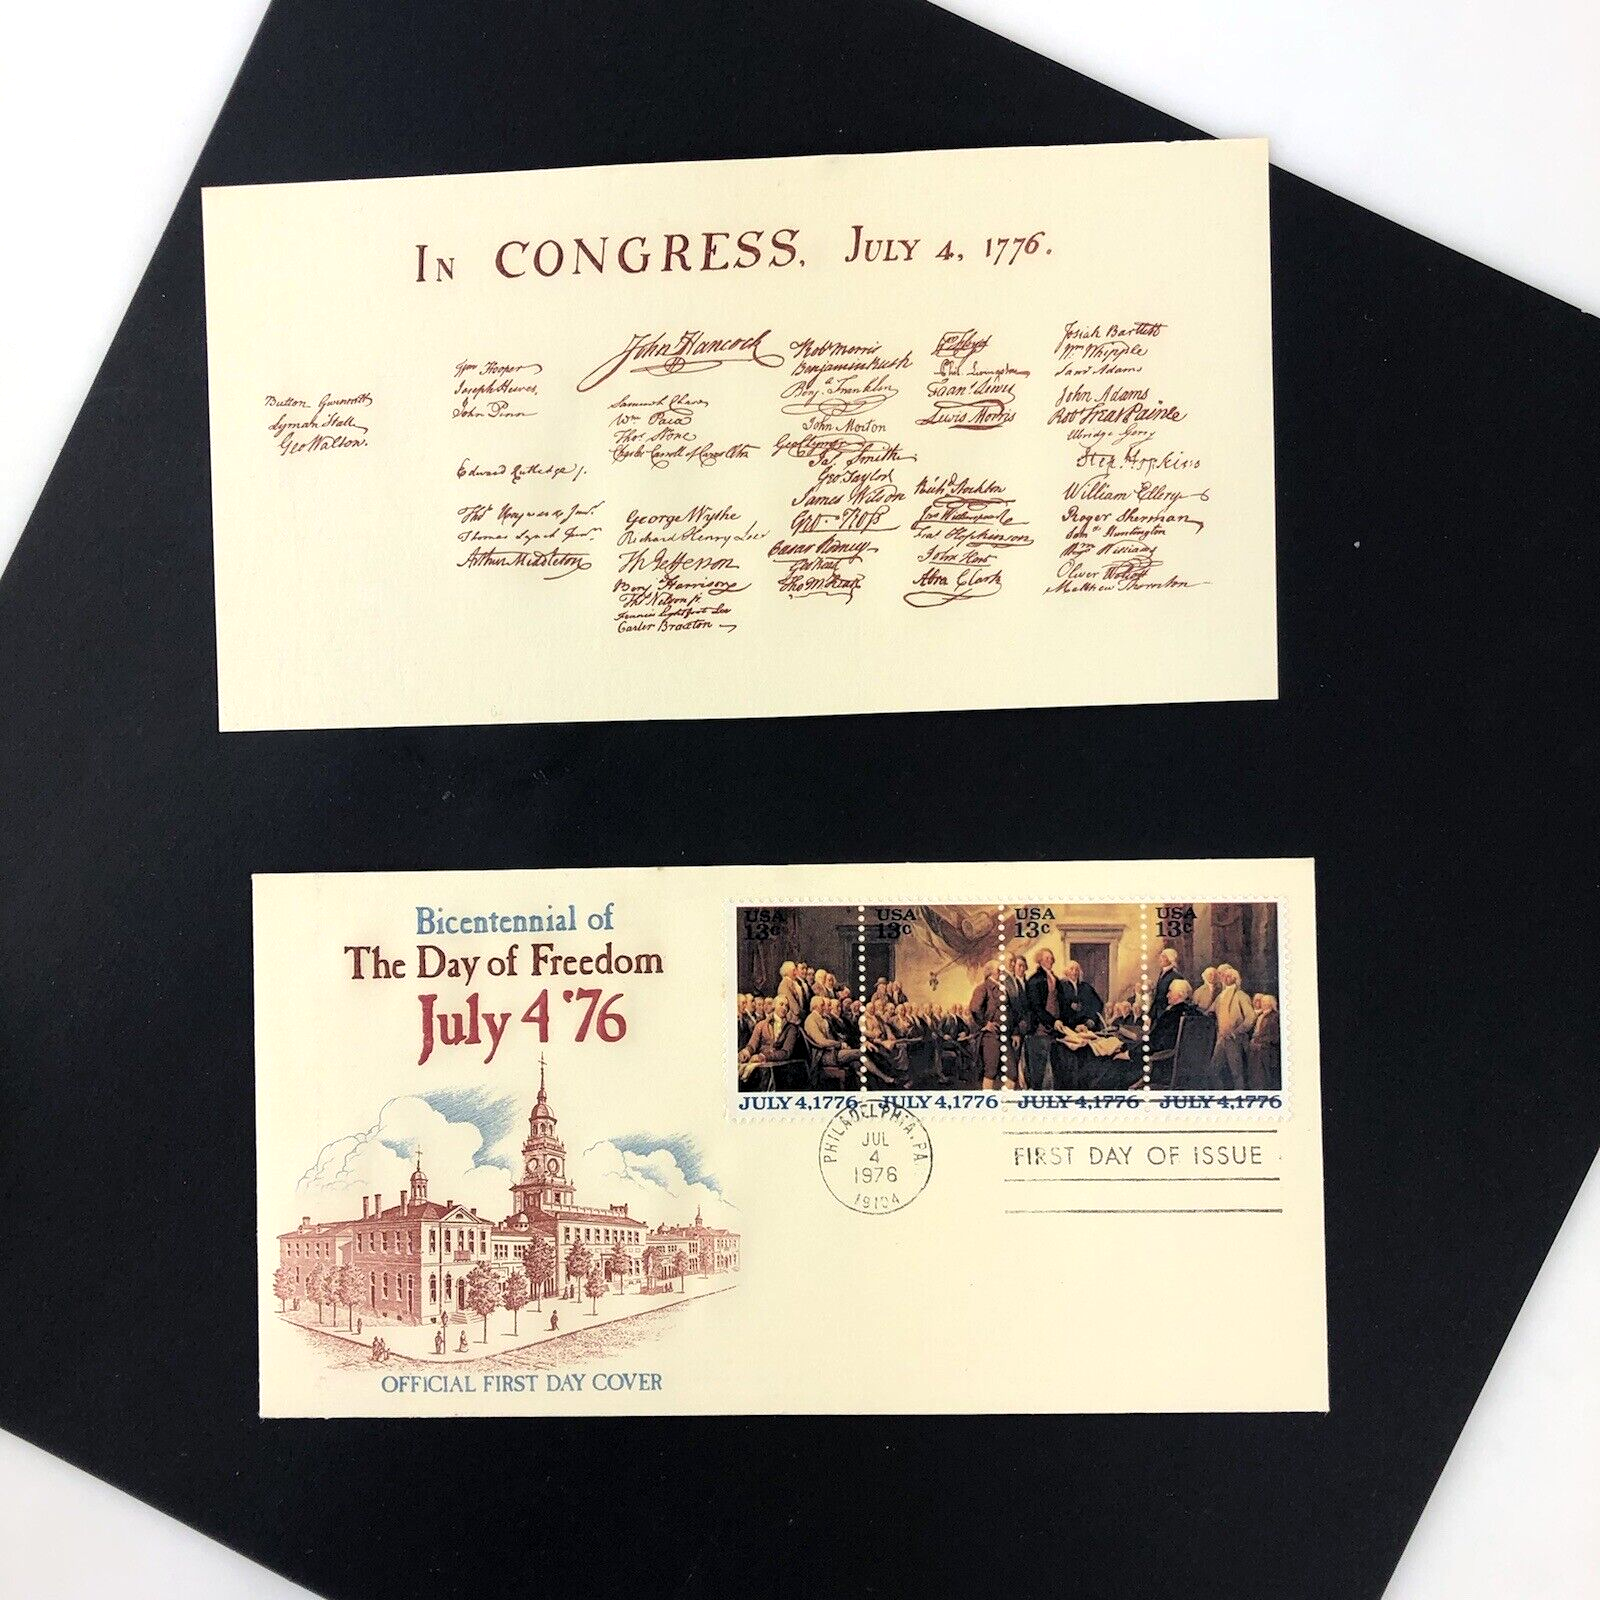 In CONGRESS, July 4, 1776.
Button Gwinnett
Lyman Hall
Geo Walton.
Wm Hooper
Joseph Hewes,
John Penn
Edward Rutledge /.
Thos Heyward Junr.
Thomas Lynch Junr.
Arthur Middleton
John Hancock
Samuel Chase
Wm. Paca
Thos. Stone
Charles Carroll of Carrollton
George Wythe
Richard Henry Lee
Th Jefferson
Benj Harrison
Thos Nelson jr.
Francis Lightfoot Lee
Carter Braxton
Robt Morris
Benjamin Rush
Benja. Franklin
John Morton
Geo Clymer
Jas. Smith
Geo. Taylor
James Wilson
Geo. Ross
Caesar Rodney
Geo Read
Tho M:Kean
Wm Floyd
Phil. Livingston
Frans. Lewis
Lewis Morris
Richd. Stockton
Jno Witherspoon
Fras. Hopkinson
John Hart
Abra Clark
Josiah Bartlett
Wm. Whipple
Saml Adams
John Adams
Robt Treat Paine
Elbridge Gerry
Step. Hopkins
William Ellery
Roger Sherman
Saml. Huntington
Wm. Williams
Oliver Wolcott
Matthew Thornton
Bicentennial of
The Day of Freedom
July 4 '76
OFFICIAL FIRST DAY COVER
USA 13c
USA 13c
USA 13c
USA 13c
JULY 4,1776
JULY 4,1776
JULY 4,1776
JULY 4,1776
PHILADELPHIA, PA
JUL
4
1976
19104
FIRST DAY OF ISSUE